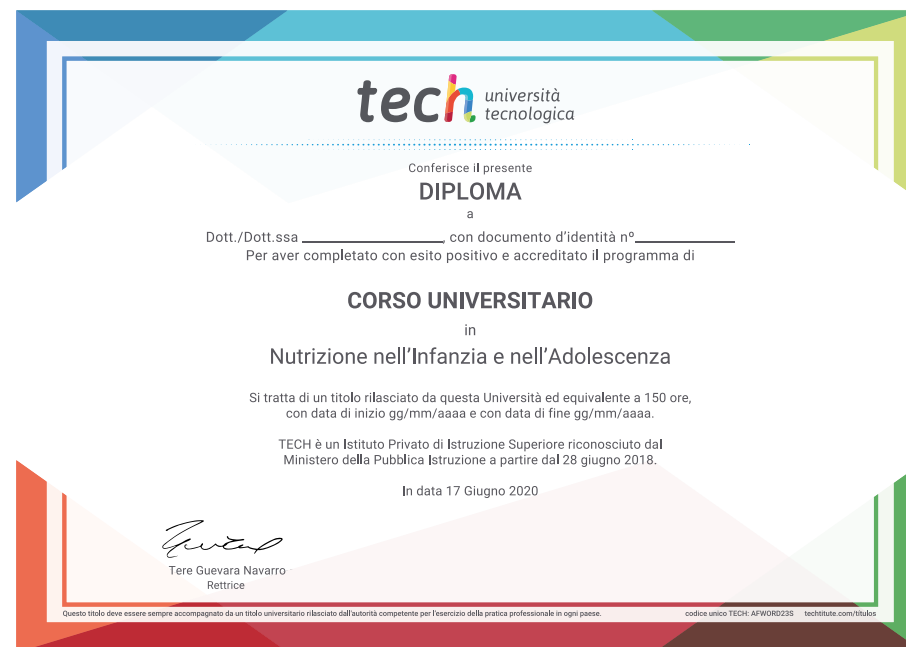 tech università
tecnologica
Conferisce il presente
DIPLOMA
a
Dott./Dott.ssa ____________________, con documento d'identità nº______________
Per aver completato con esito positivo e accreditato il programma di
CORSO UNIVERSITARIO
in
Nutrizione nell'Infanzia e nell'Adolescenza
Si tratta di un titolo rilasciato da questa Università ed equivalente a 150 ore,
con data di inizio gg/mm/aaaa e con data di fine gg/mm/aaaa.
TECH è un Istituto Privato di Istruzione Superiore riconosciuto dal
Ministero della Pubblica Istruzione a partire dal 28 giugno 2018.
In data 17 Giugno 2020
Tere Guevara Navarro
Rettrice
Questo titolo deve essere sempre accompagnato da un titolo universitario rilasciato dall'autorità competente per l'esercizio della pratica professionale in ogni paese. codice unico TECH: AFWORD23S techtitute.com/titulos